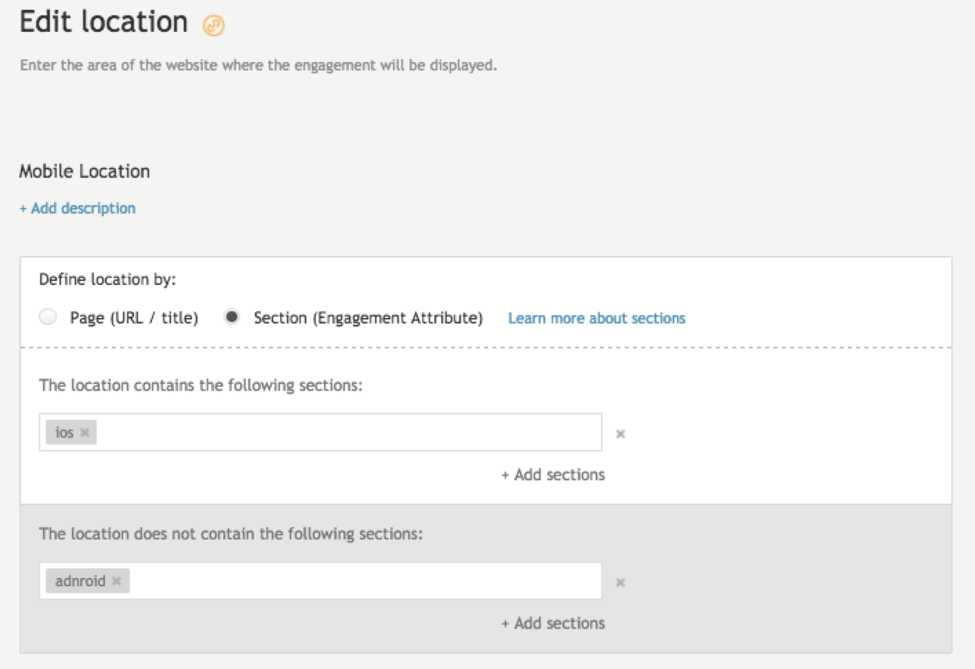 Edit location
Enter the area of the website where the engagement will be displayed.
Mobile Location
+ Add description
Define location by:
Page (URL / title) Section (Engagement Attribute) Learn more about sections
The location contains the following sections:
ios ×
×
+ Add sections
The location does not contain the following sections:
adnroid ×
×
+ Add sections